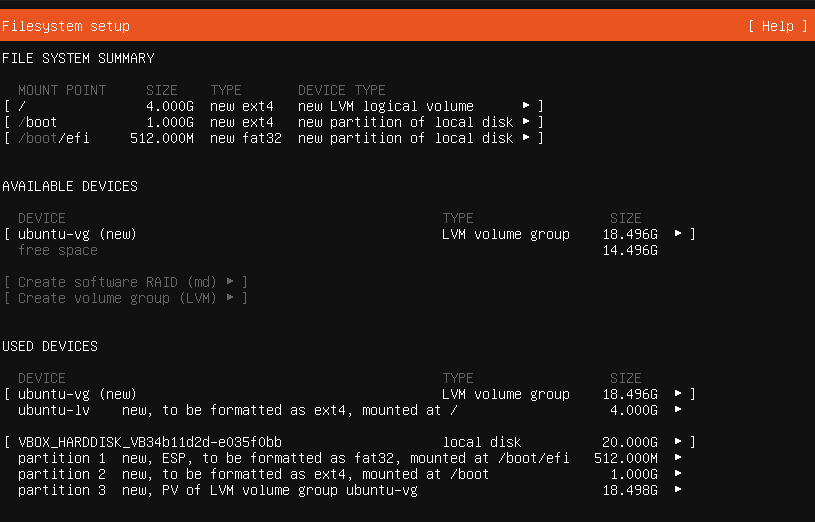 Filesystem setup [ Help ]
FILE SYSTEM SUMMARY
MOUNT POINT SIZE TYPE DEVICE TYPE
[ / 4.000G new ext4 new LVM logical volume ▸ ]
[ /boot 1.000G new ext4 new partition of local disk ▸ ]
[ /boot/efi 512.000M new fat32 new partition of local disk ▸ ]
AVAILABLE DEVICES
DEVICE TYPE SIZE
[ ubuntu-vg (new) LVM volume group 18.496G ▸ ]
free space 14.496G
[ Create software RAID (md) ▸ ]
[ Create volume group (LVM) ▸ ]
USED DEVICES
DEVICE TYPE SIZE
[ ubuntu-vg (new) LVM volume group 18.496G ▸ ]
ubuntu-lv new, to be formatted as ext4, mounted at / 4.000G ▸
[ VBOX_HARDDISK_VB34b11d2d-e035f0bb local disk 20.000G ▸ ]
partition 1 new, ESP, to be formatted as fat32, mounted at /boot/efi 512.000M ▸
partition 2 new, to be formatted as ext4, mounted at /boot 1.000G ▸
partition 3 new, PV of LVM volume group ubuntu-vg 18.498G ▸